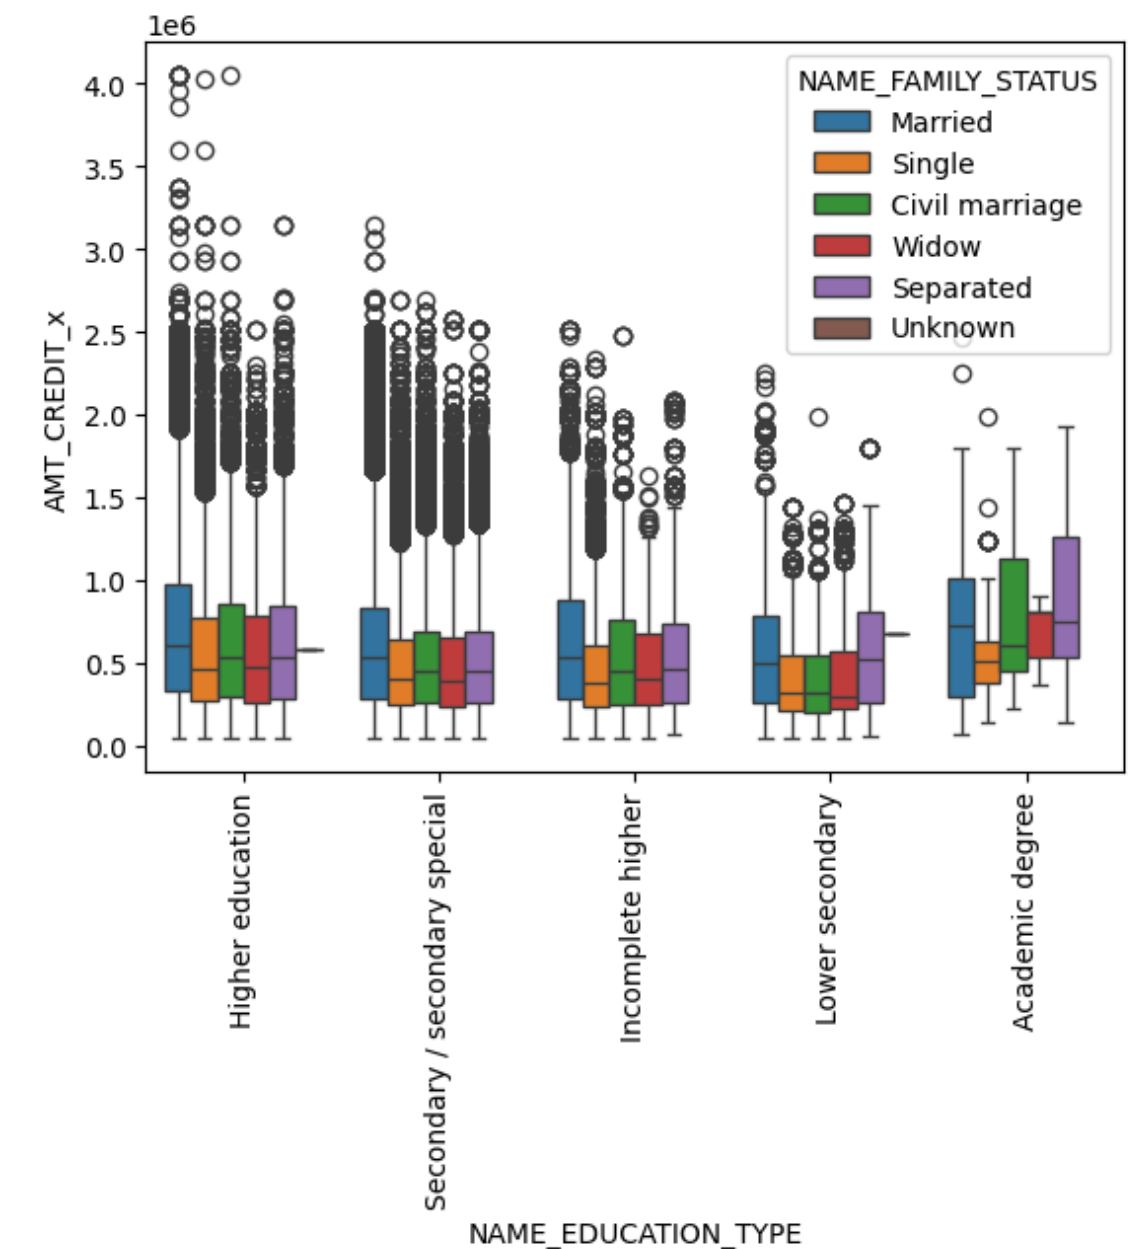 1e6
4.0
3.5
3.0
2.5
2.0
1.5
1.0
0.5
0.0
AMT_CREDIT_x
NAME_FAMILY_STATUS
Married
Single
Civil marriage
Widow
Separated
Unknown
Higher education
Secondary / secondary special
Incomplete higher
Lower secondary
Academic degree
NAME_EDUCATION_TYPE